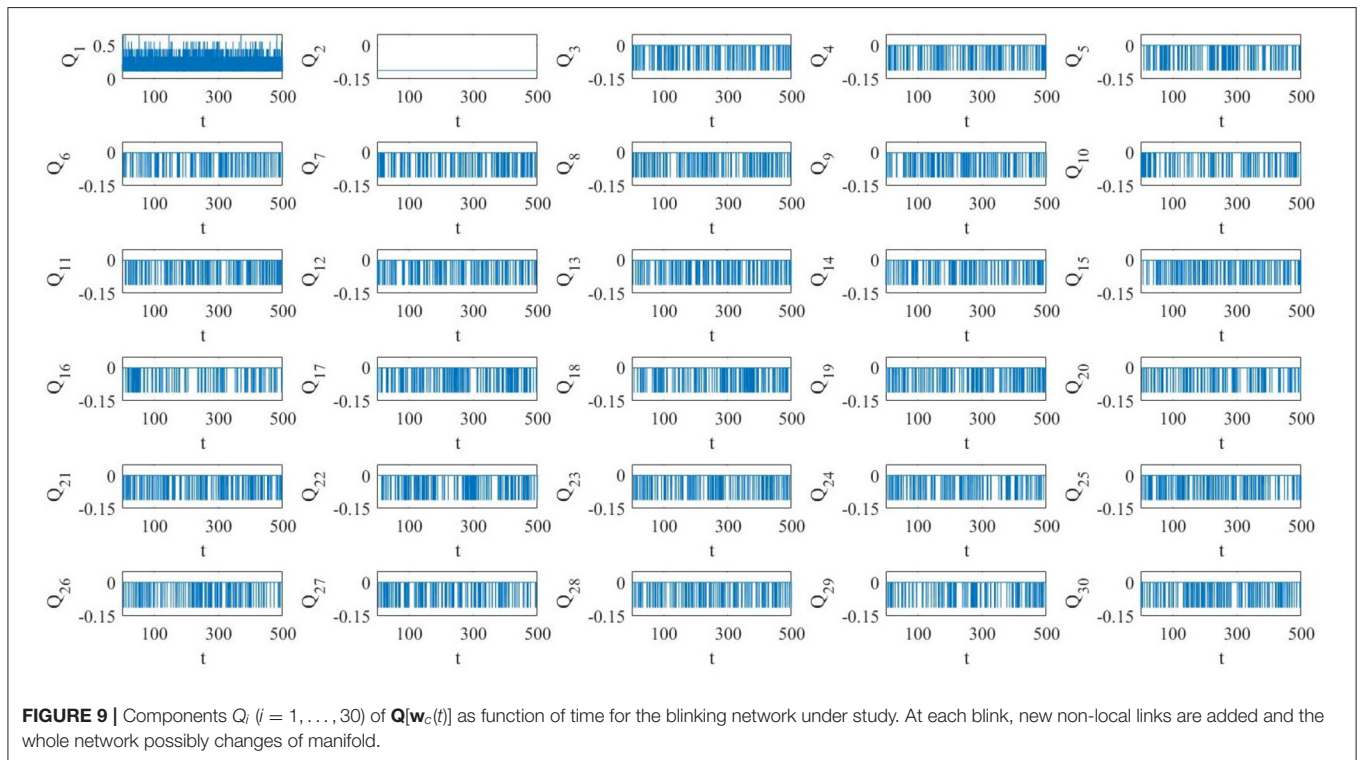 Q1 0.5 0 100 300 500 t
Q2 0 -0.15 100 300 500 t
Q3 0 -0.15 100 300 500 t
Q4 0 -0.15 100 300 500 t
Q5 0 -0.15 100 300 500 t
Q6 0 -0.15 100 300 500 t
Q7 0 -0.15 100 300 500 t
Q8 0 -0.15 100 300 500 t
Q9 0 -0.15 100 300 500 t
Q10 0 -0.15 100 300 500 t
Q11 0 -0.15 100 300 500 t
Q12 0 -0.15 100 300 500 t
Q13 0 -0.15 100 300 500 t
Q14 0 -0.15 100 300 500 t
Q15 0 -0.15 100 300 500 t
Q16 0 -0.15 100 300 500 t
Q17 0 -0.15 100 300 500 t
Q18 0 -0.15 100 300 500 t
Q19 0 -0.15 100 300 500 t
Q20 0 -0.15 100 300 500 t
Q21 0 -0.15 100 300 500 t
Q22 0 -0.15 100 300 500 t
Q23 0 -0.15 100 300 500 t
Q24 0 -0.15 100 300 500 t
Q25 0 -0.15 100 300 500 t
Q26 0 -0.15 100 300 500 t
Q27 0 -0.15 100 300 500 t
Q28 0 -0.15 100 300 500 t
Q29 0 -0.15 100 300 500 t
Q30 0 -0.15 100 300 500 t
FIGURE 9 | Components Qi (i = 1, . . . , 30) of Q[wc(t)] as function of time for the blinking network under study. At each blink, new non-local links are added and the
whole network possibly changes of manifold.